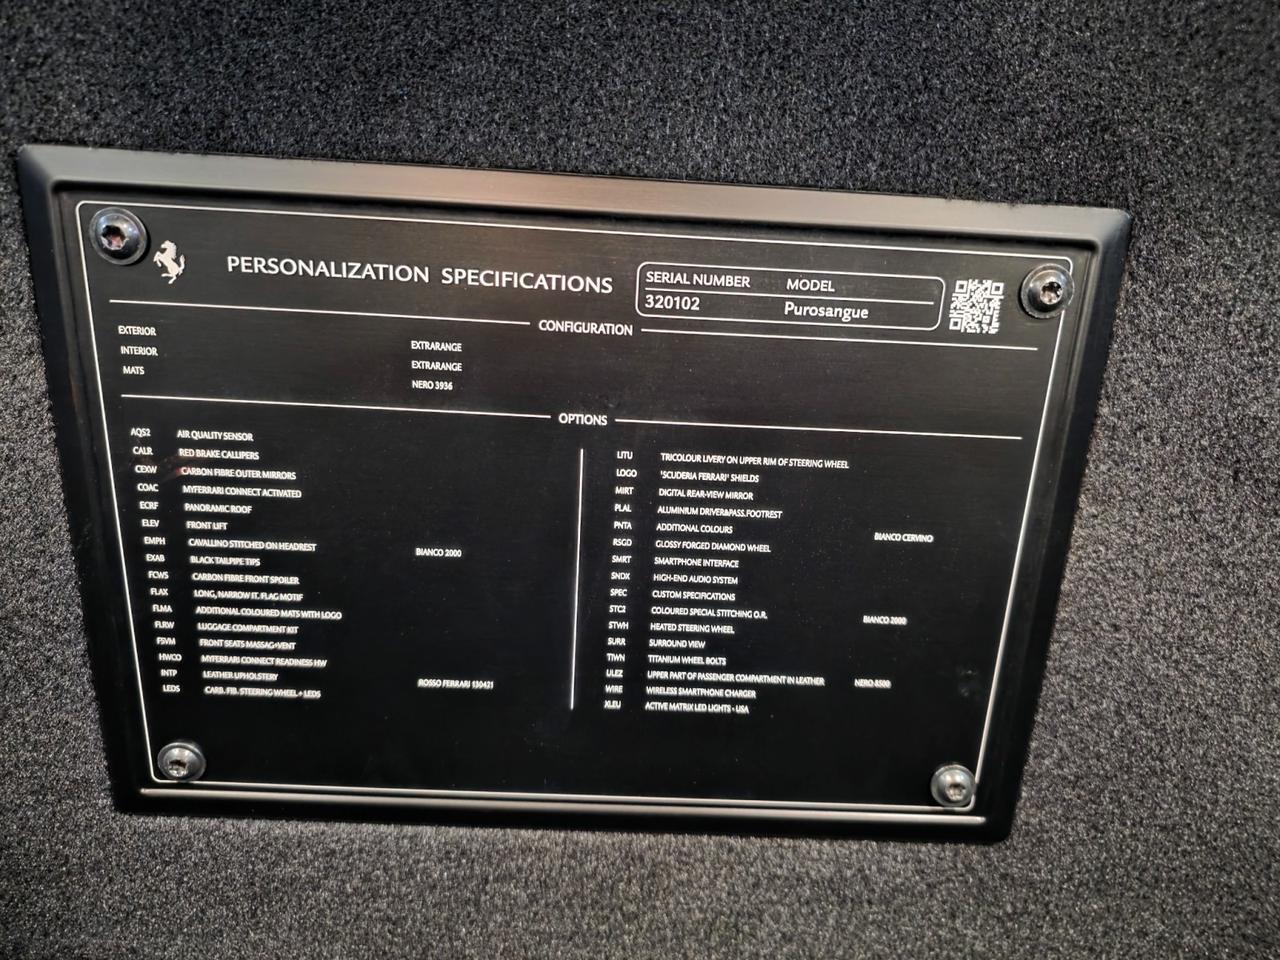 PERSONALIZATION SPECIFICATIONS
SERIAL NUMBER MODEL
320102 Purosangue
CONFIGURATION
EXTERIOR EXTRARANGE
INTERIOR EXTRARANGE
MATS NERO 3936
OPTIONS
AQS2 AIR QUALITY SENSOR
CALR RED BRAKE CALLIPERS
CEXW CARBON FIBRE OUTER MIRRORS
COAC MYFERRARI CONNECT ACTIVATED
ECRF PANORAMIC ROOF
ELEV FRONT LIFT
EMPH CAVALLINO STITCHED ON HEADREST BIANCO 2000
EXAB BLACK TAILPIPE TIPS
FCWS CARBON FIBRE FRONT SPOILER
FLAX LONG, NARROW IT. FLAG MOTIF
FLMA ADDITIONAL COLOURED MATS WITH LOGO
FLRW LUGGAGE COMPARTMENT KIT
FSVM FRONT SEATS MASSAG+VENT
HWCO MYFERRARI CONNECT READINESS HW
INTP LEATHER UPHOLSTERY ROSSO FERRARI 130421
LEDS CARB. FIB. STEERING WHEEL + LEDS
LITU TRICOLOUR LIVERY ON UPPER RIM OF STEERING WHEEL
LOGO 'SCUDERIA FERRARI' SHIELDS
MIRT DIGITAL REAR-VIEW MIRROR
PLAL ALUMINIUM DRIVER&PASS.FOOTREST
PNTA ADDITIONAL COLOURS BIANCO CERVINO
RSGD GLOSSY FORGED DIAMOND WHEEL
SMRT SMARTPHONE INTERFACE
SNDX HIGH-END AUDIO SYSTEM
SPEC CUSTOM SPECIFICATIONS
STC2 COLOURED SPECIAL STITCHING O.R. BIANCO 2000
STWH HEATED STEERING WHEEL
SURR SURROUND VIEW
TIWN TITANIUM WHEEL BOLTS
ULEZ UPPER PART OF PASSENGER COMPARTMENT IN LEATHER NERO 8500
WIRE WIRELESS SMARTPHONE CHARGER
XLEU ACTIVE MATRIX LED LIGHTS - USA